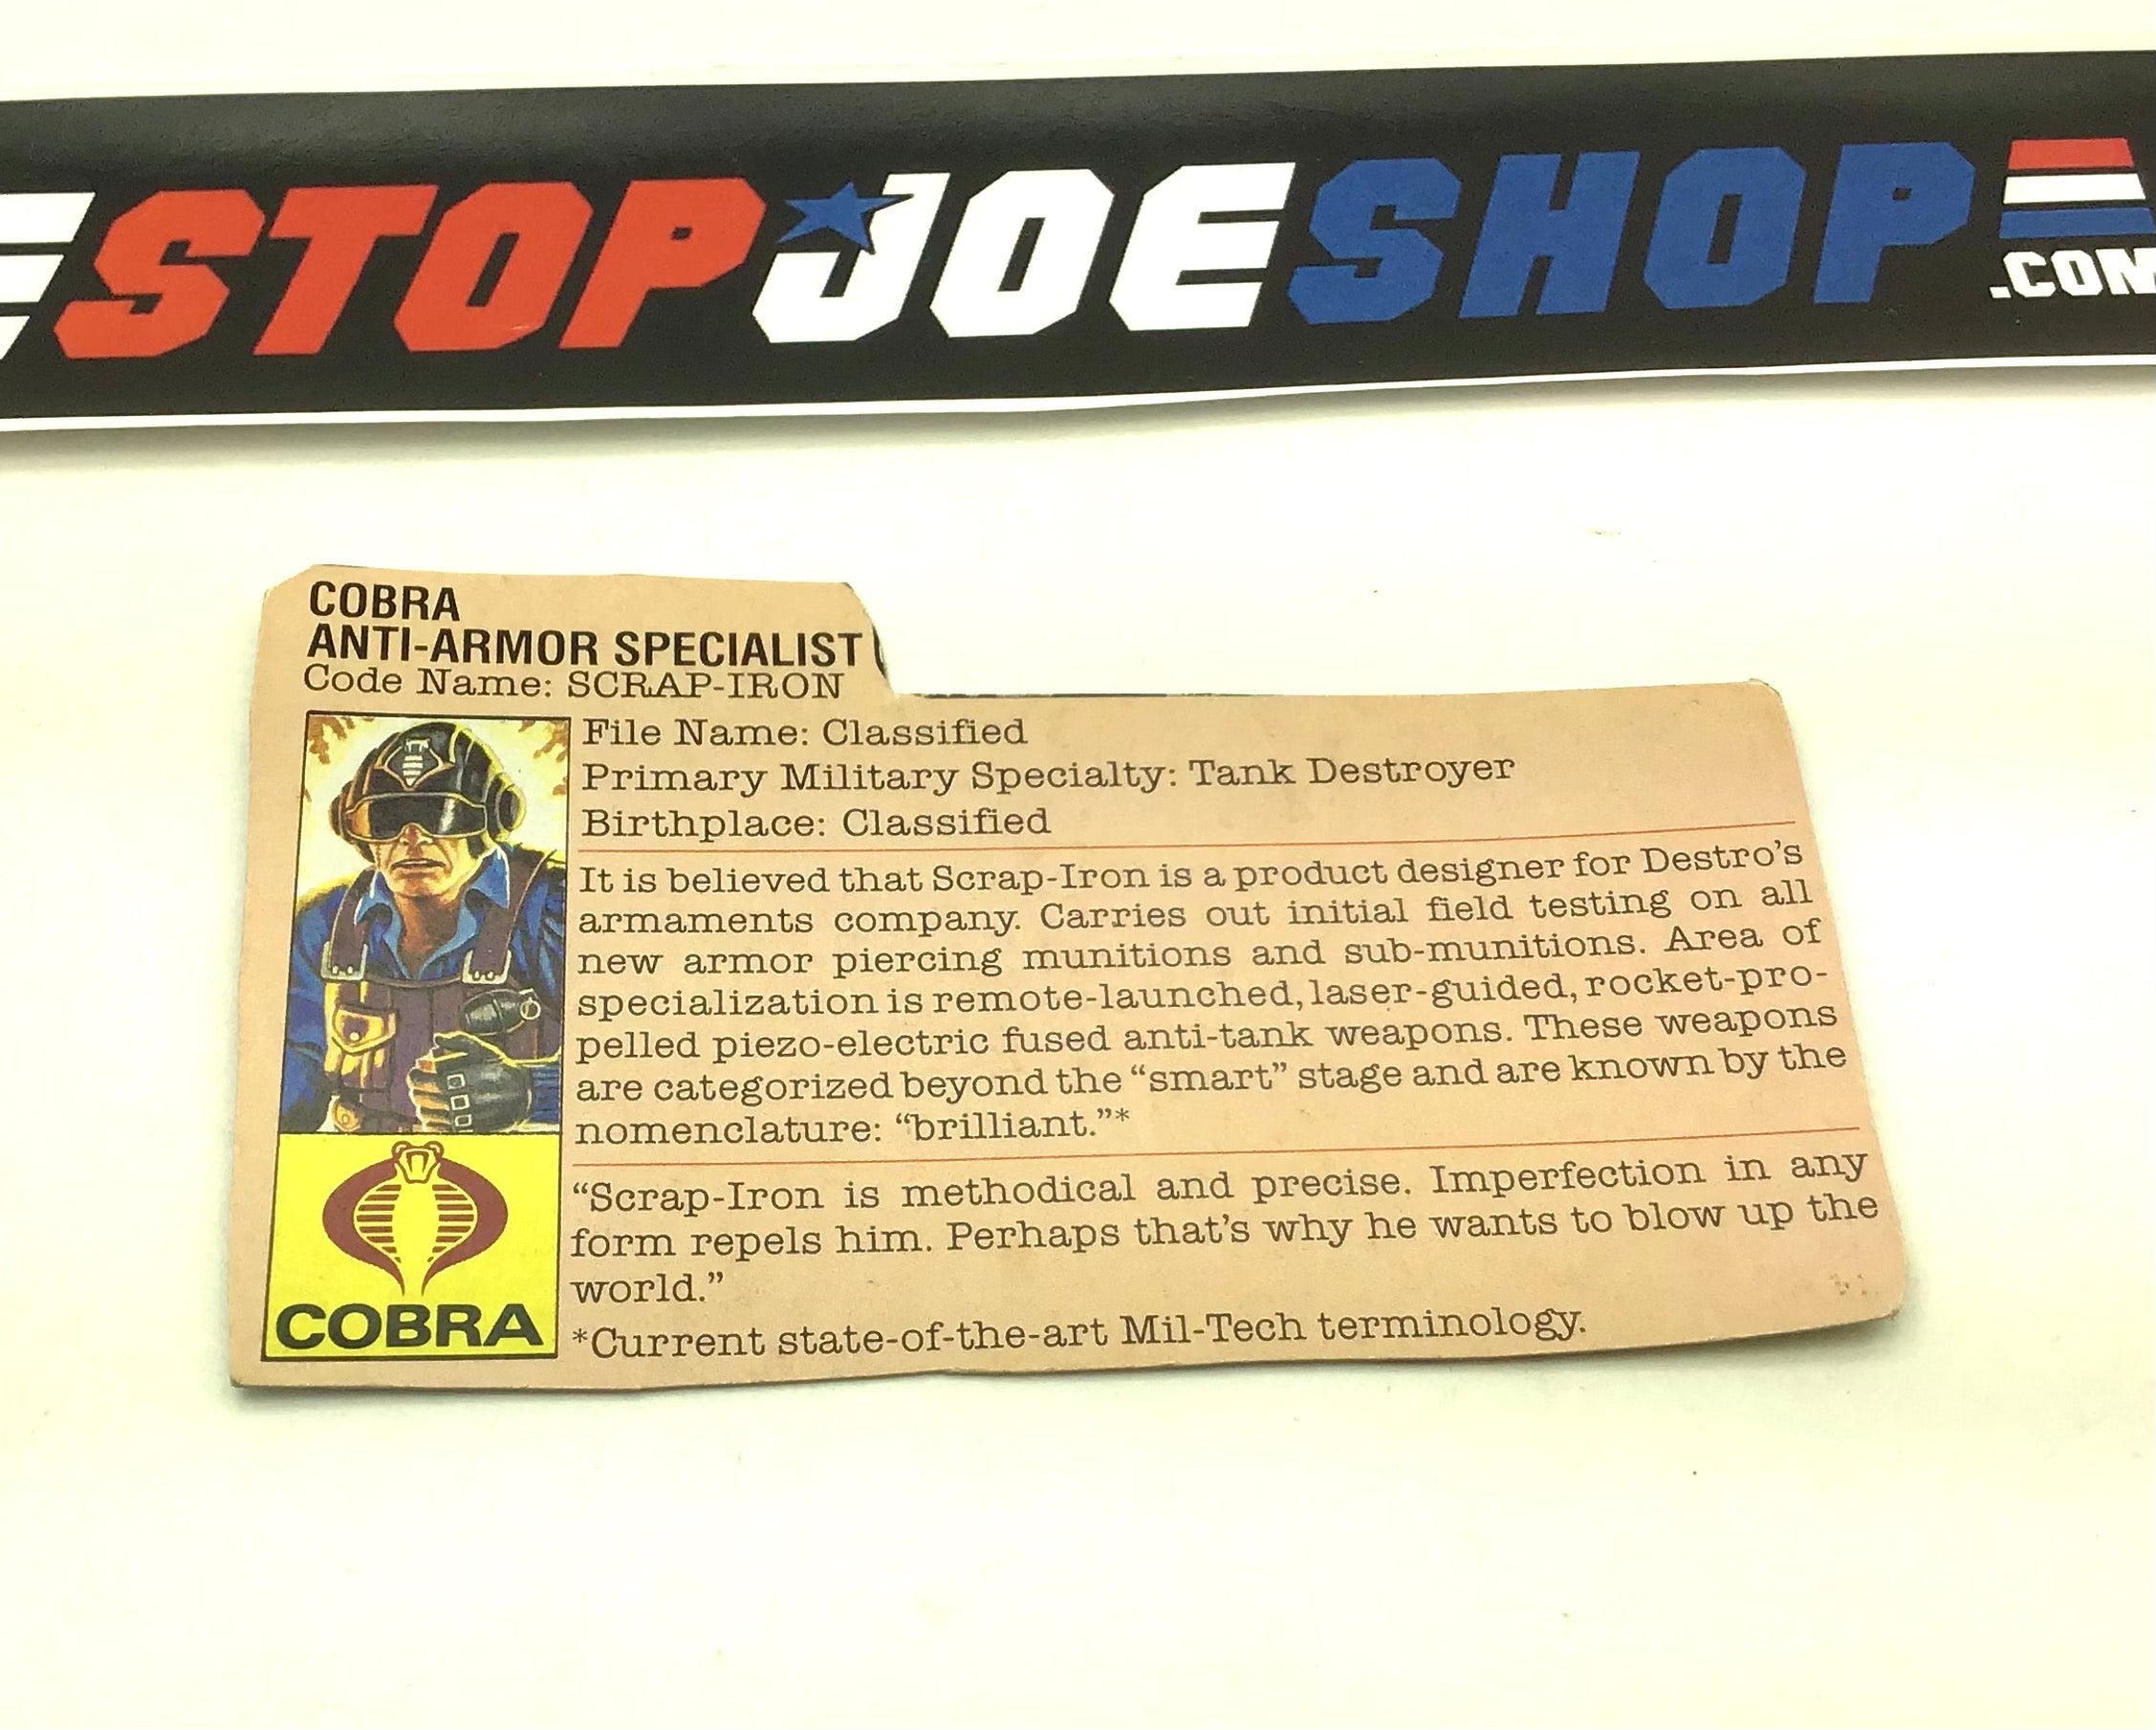 STOPJOESHOP
.COM
COBRA
ANTI-ARMOR SPECIALIST
Code Name: SCRAP-IRON
File Name: Classified
Primary Military Specialty: Tank Destroyer
Birthplace: Classified
It is believed that Scrap-Iron is a product designer for Destro's
armaments company. Carries out initial field testing on all
new armor piercing munitions and sub-munitions. Area of
specialization is remote-launched, laser-guided, rocket-pro-
pelled piezo-electric fused anti-tank weapons. These weapons
are categorized beyond the “smart” stage and are known by the
nomenclature: “brilliant.”*
“Scrap-Iron is methodical and precise. Imperfection in any
form repels him. Perhaps that's why he wants to blow up the
world.”
*Current state-of-the-art Mil-Tech terminology.
COBRA